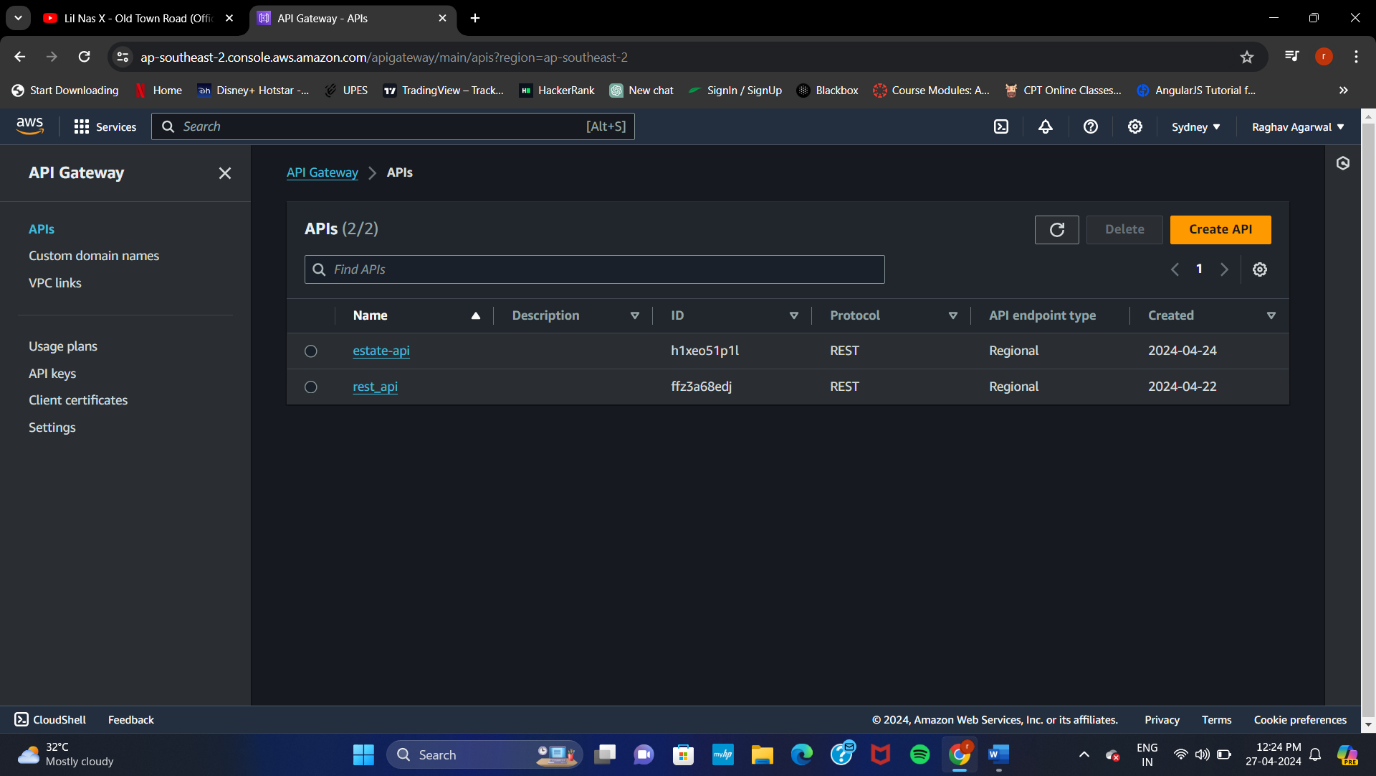 Lil Nas X - Old Town Road (Offi
API Gateway - APIs
ap-southeast-2.console.aws.amazon.com/apigateway/main/apis?region=ap-southeast-2
r
Start Downloading
Home
Disney+ Hotstar -...
UPES
TradingView – Track...
HackerRank
New chat
SignIn / SignUp
Blackbox
Course Modules: A...
CPT Online Classes...
AngularJS Tutorial f...
aws
Services
Search
[Alt+S]
Sydney
Raghav Agarwal
API Gateway
APIs
Custom domain names
VPC links
Usage plans
API keys
Client certificates
Settings
API Gateway > APIs
APIs (2/2)
Delete
Create API
Find APIs
1
Name Description ID Protocol API endpoint type Created
estate-api h1xeo51p1l REST Regional 2024-04-24
rest_api ffz3a68edj REST Regional 2024-04-22
CloudShell
Feedback
© 2024, Amazon Web Services, Inc. or its affiliates.
Privacy
Terms
Cookie preferences
32°C
Mostly cloudy
Search
ENG
IN
12:24 PM
27-04-2024
PRE